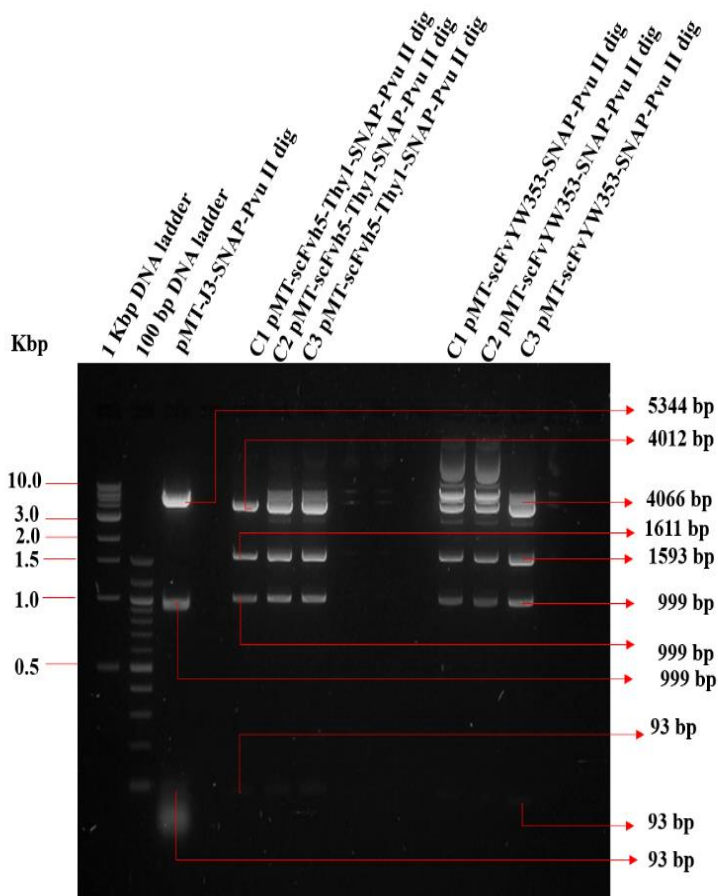 1 Kbp DNA ladder
100 bp DNA ladder
pMT-J3-SNAP-Pvu II dig
C1 pMT-scFvh5-Thy1-SNAP-Pvu II dig
C2 pMT-scFvh5-Thy1-SNAP-Pvu II dig
C3 pMT-scFvh5-Thy1-SNAP-Pvu II dig
C1 pMT-scFvYW353-SNAP-Pvu II dig
C2 pMT-scFvYW353-SNAP-Pvu II dig
C3 pMT-scFvYW353-SNAP-Pvu II dig
Kbp
10.0
3.0
2.0
1.5
1.0
0.5
5344 bp
4012 bp
4066 bp
1611 bp
1593 bp
999 bp
999 bp
999 bp
93 bp
93 bp
93 bp